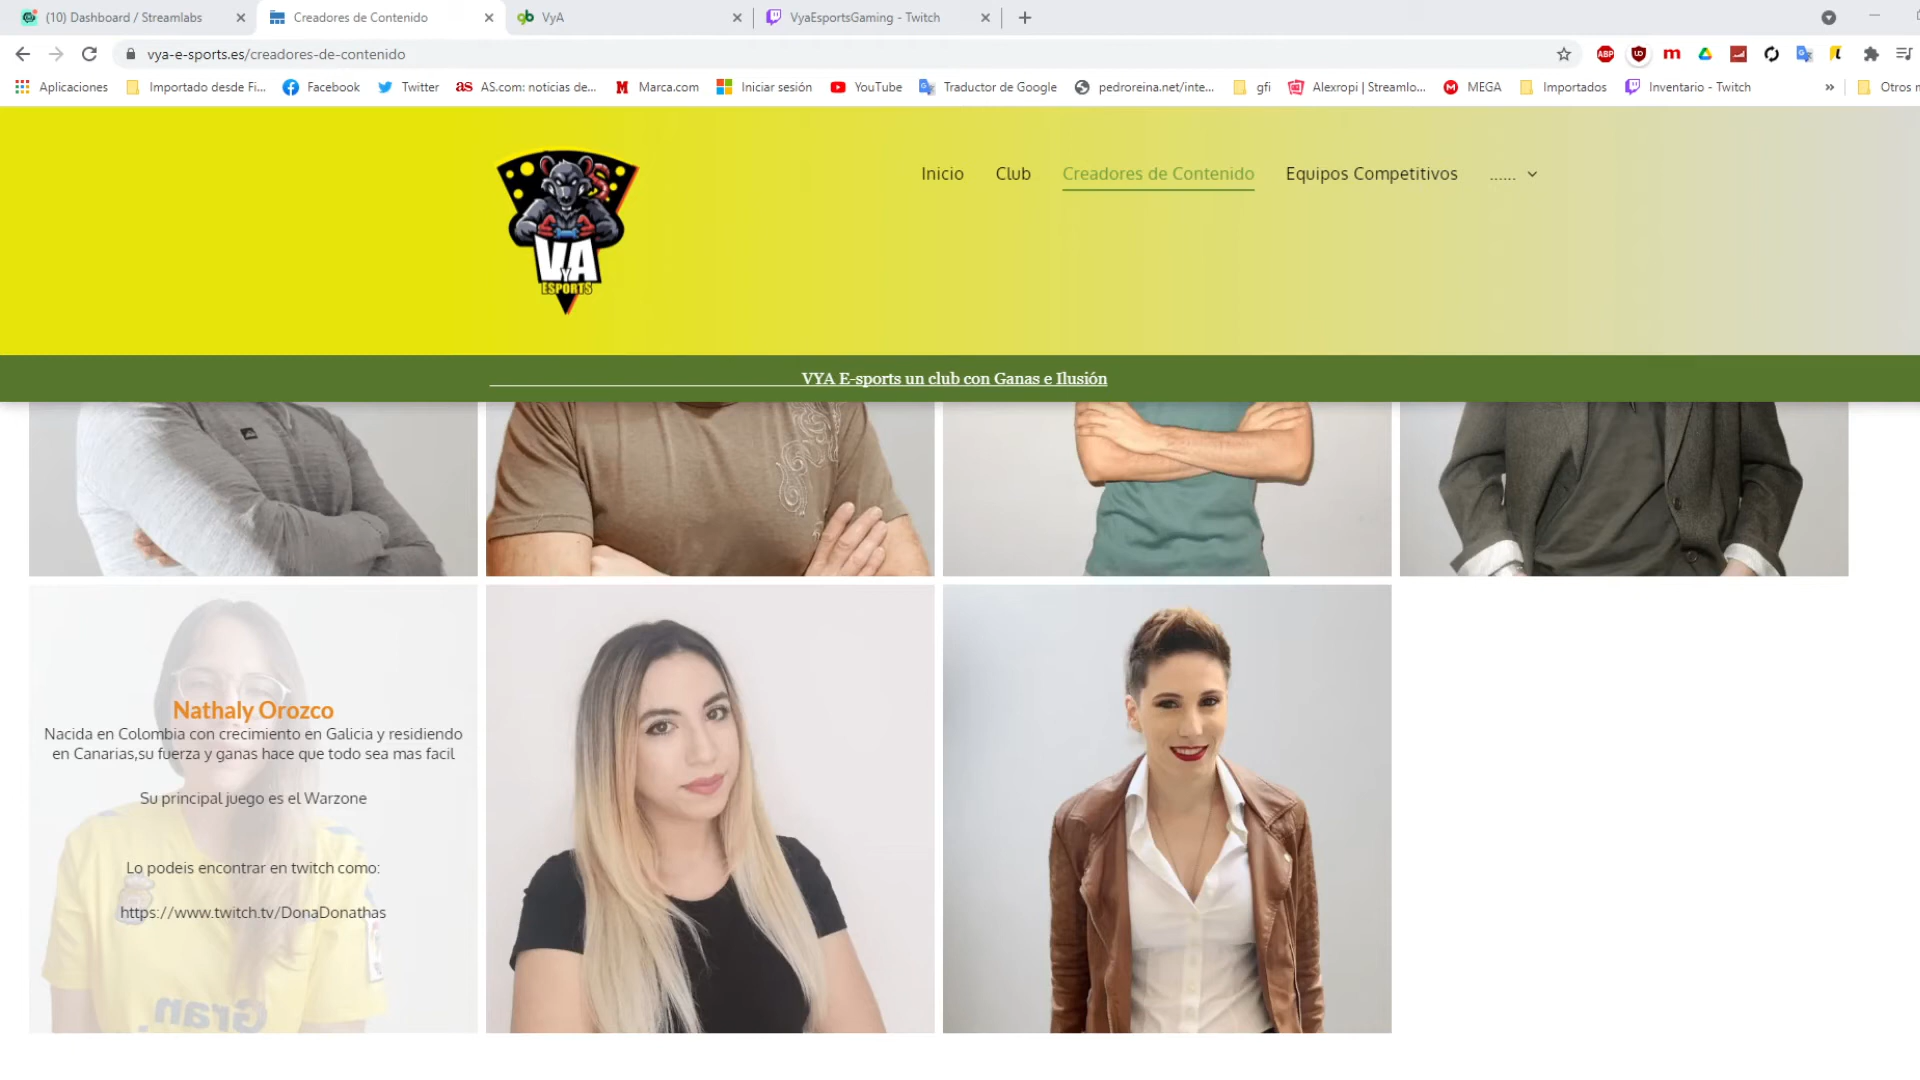 (10) Dashboard / Streamlabs
Creadores de Contenido
VyA
VyaEsportsGaming - Twitch
vya-e-sports.es/creadores-de-contenido
Aplicaciones
Importado desde Fi...
Facebook
Twitter
AS.com: noticias de...
Marca.com
Iniciar sesión
YouTube
Traductor de Google
pedroreina.net/inte...
gfi
Alexropi | Streamlo...
MEGA
Importados
Inventario - Twitch
»
Otros
VYA
ESPORTS
Inicio
Club
Creadores de Contenido
Equipos Competitivos
......
VYA E-sports un club con Ganas e Ilusión
Nathaly Orozco
Nacida en Colombia con crecimiento en Galicia y residiendo
en Canarias,su fuerza y ganas hace que todo sea mas facil
Su principal juego es el Warzone
Lo podeis encontrar en twitch como:
https://www.twitch.tv/DonaDonathas
Gran